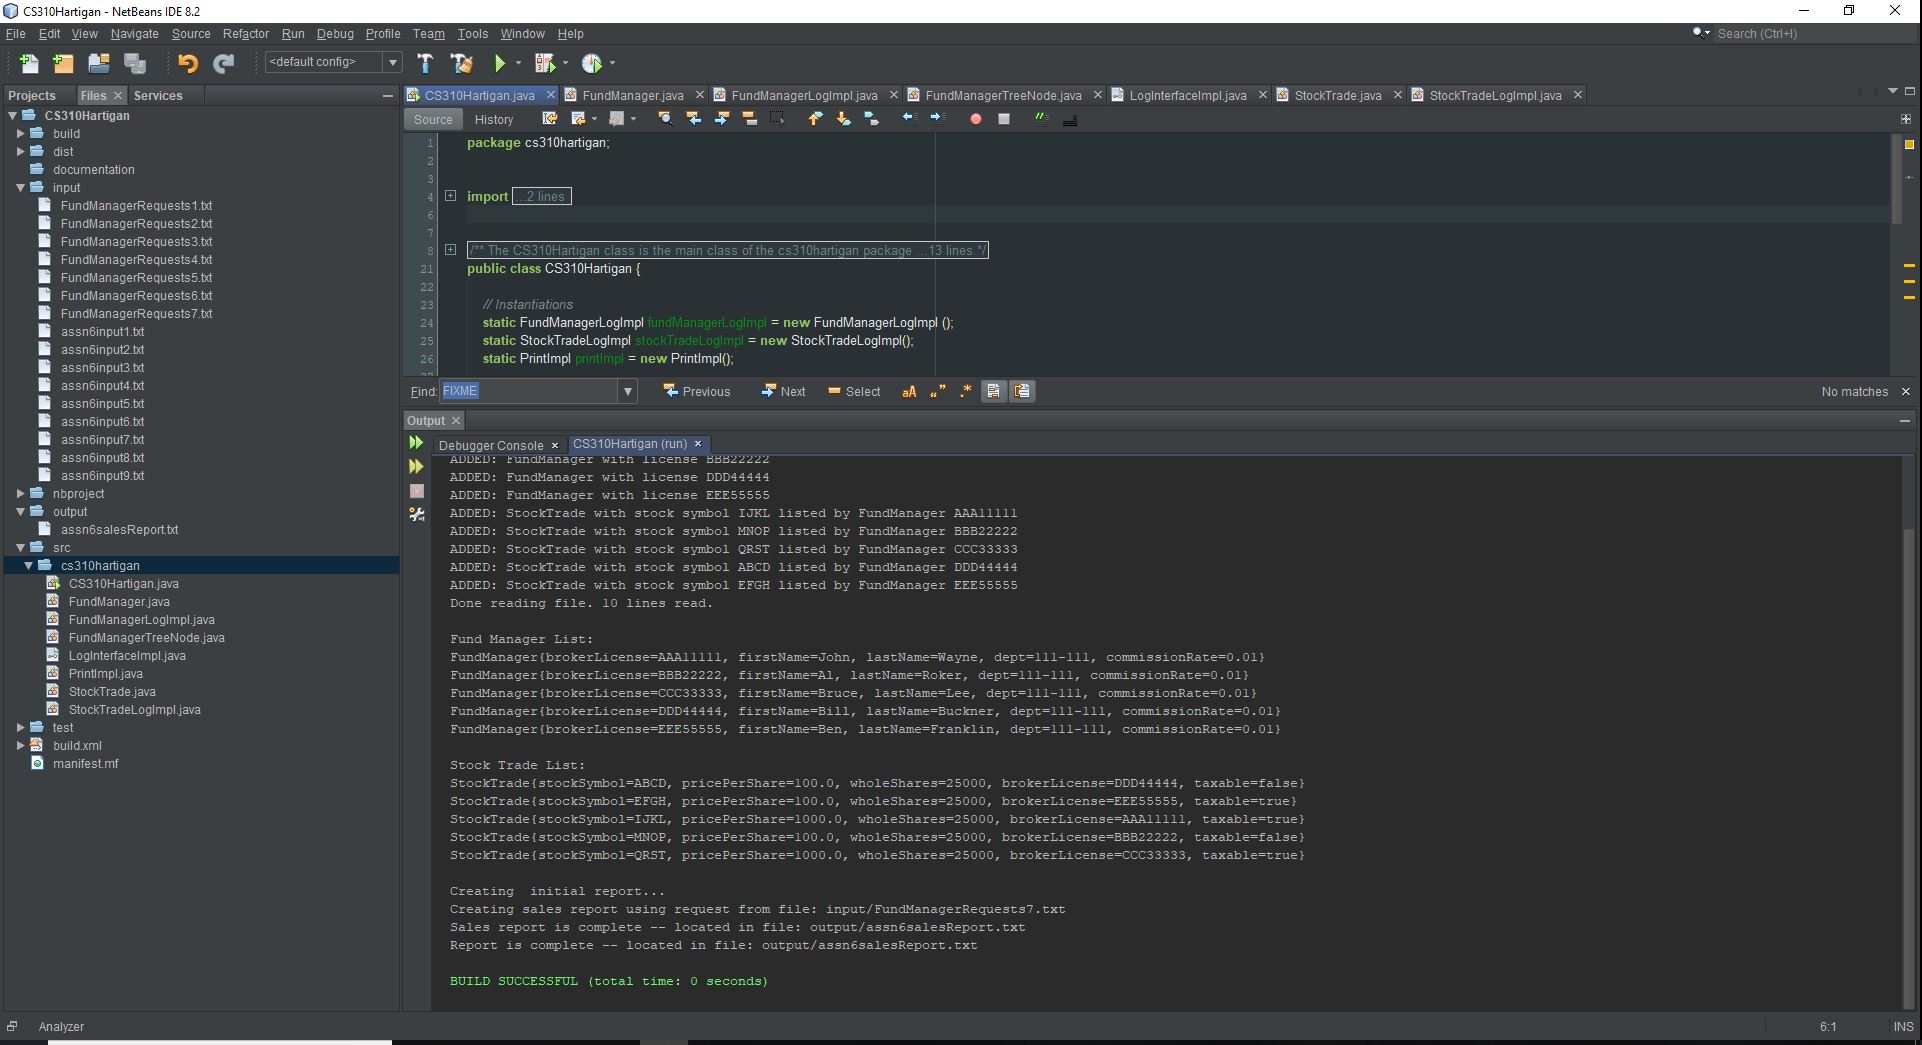 CS310Hartigan - NetBeans IDE 8.2
File Edit View Navigate Source Refactor Run Debug Profile Team Tools Window Help
Search (Ctrl+I)
<default config>
Projects Files Services
CS310Hartigan
build
dist
documentation
input
FundManagerRequests1.txt
FundManagerRequests2.txt
FundManagerRequests3.txt
FundManagerRequests4.txt
FundManagerRequests5.txt
FundManagerRequests6.txt
FundManagerRequests7.txt
assn6input1.txt
assn6input2.txt
assn6input3.txt
assn6input4.txt
assn6input5.txt
assn6input6.txt
assn6input7.txt
assn6input8.txt
assn6input9.txt
nbproject
output
assn6salesReport.txt
src
cs310hartigan
CS310Hartigan.java
FundManager.java
FundManagerLogImpl.java
FundManagerTreeNode.java
LogInterfaceImpl.java
PrintImpl.java
StockTrade.java
StockTradeLogImpl.java
test
build.xml
manifest.mf
CS310Hartigan.java FundManager.java FundManagerLogImpl.java FundManagerTreeNode.java LogInterfaceImpl.java StockTrade.java StockTradeLogImpl.java
Source History
1 package cs310hartigan;
2
3
4 import ...2 lines
6
7
8 /** The CS310Hartigan class is the main class of the cs310hartigan package ...13 lines */
21 public class CS310Hartigan {
22
23 // Instantiations
24 static FundManagerLogImpl fundManagerLogImpl = new FundManagerLogImpl ();
25 static StockTradeLogImpl stockTradeLogImpl = new StockTradeLogImpl();
26 static PrintImpl printImpl = new PrintImpl();
Find: FIXME Previous Next Select No matches
Output
Debugger Console CS310Hartigan (run)
ADDED: FundManager with license BBB22222
ADDED: FundManager with license DDD44444
ADDED: FundManager with license EEE55555
ADDED: StockTrade with stock symbol IJKL listed by FundManager AAA11111
ADDED: StockTrade with stock symbol MNOP listed by FundManager BBB22222
ADDED: StockTrade with stock symbol QRST listed by FundManager CCC33333
ADDED: StockTrade with stock symbol ABCD listed by FundManager DDD44444
ADDED: StockTrade with stock symbol EFGH listed by FundManager EEE55555
Done reading file. 10 lines read.
Fund Manager List:
FundManager{brokerLicense=AAA11111, firstName=John, lastName=Wayne, dept=111-111, commissionRate=0.01}
FundManager{brokerLicense=BBB22222, firstName=Al, lastName=Roker, dept=111-111, commissionRate=0.01}
FundManager{brokerLicense=CCC33333, firstName=Bruce, lastName=Lee, dept=111-111, commissionRate=0.01}
FundManager{brokerLicense=DDD44444, firstName=Bill, lastName=Buckner, dept=111-111, commissionRate=0.01}
FundManager{brokerLicense=EEE55555, firstName=Ben, lastName=Franklin, dept=111-111, commissionRate=0.01}
Stock Trade List:
StockTrade{stockSymbol=ABCD, pricePerShare=100.0, wholeShares=25000, brokerLicense=DDD44444, taxable=false}
StockTrade{stockSymbol=EFGH, pricePerShare=100.0, wholeShares=25000, brokerLicense=EEE55555, taxable=true}
StockTrade{stockSymbol=IJKL, pricePerShare=1000.0, wholeShares=25000, brokerLicense=AAA11111, taxable=true}
StockTrade{stockSymbol=MNOP, pricePerShare=100.0, wholeShares=25000, brokerLicense=BBB22222, taxable=false}
StockTrade{stockSymbol=QRST, pricePerShare=1000.0, wholeShares=25000, brokerLicense=CCC33333, taxable=true}
Creating  initial report...
Creating sales report using request from file: input/FundManagerRequests7.txt
Sales report is complete -- located in file: output/assn6salesReport.txt
Report is complete -- located in file: output/assn6salesReport.txt
BUILD SUCCESSFUL (total time: 0 seconds)
Analyzer
6:1 INS